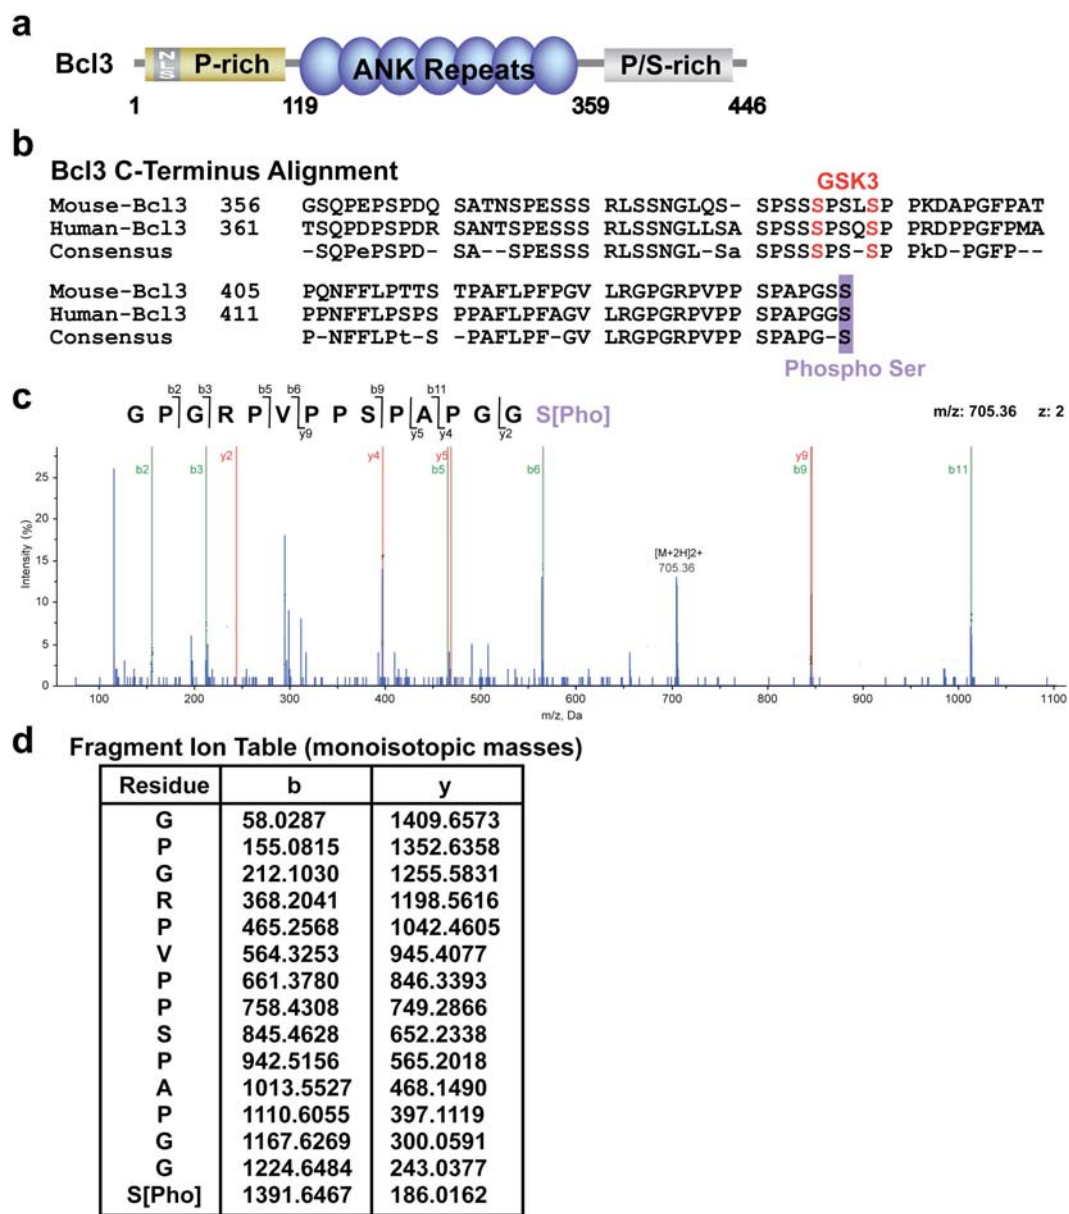 a
Bcl3 NLS P-rich ANK Repeats P/S-rich
1 119 359 446
b
Bcl3 C-Terminus Alignment
GSK3
Mouse-Bcl3 356 GSQPEPSPDQ SATNSPESSS RLSSNGLQS- SPSSSPSLSP PKDAPGFPAT
Human-Bcl3 361 TSQPDPSPDR SANTSPESSS RLSSNGLLSA SPSSSPSQSP PRDPPGFPMA
Consensus -SQPePSPD- SA--SPESSS RLSSNGL-Sa SPSSSPS-SP PkD-PGFP--
Mouse-Bcl3 405 PQNFFLPTTS TPAFLPFPGV LRGPGRPVPP SPAPGSS
Human-Bcl3 411 PPNFFLPSPS PPAFLPFAGV LRGPGRPVPP SPAPGGS
Consensus P-NFFLPt-S -PAFLPF-GV LRGPGRPVPP SPAPG-S
Phospho Ser
c
b2 b3 b5 b6 b9 b11
G P G R P V P P S P A P G G S[Pho]
m/z: 705.36 z: 2
y9 y5 y4 y2
b2 b3 y2 y4 y5 b5 b6 y9 b9 b11
[M+2H]2+
705.36
Intensity (%)
25
20
15
10
5
0
100 200 300 400 500 600 700 800 900 1000 1100
m/z, Da
d
Fragment Ion Table (monoisotopic masses)
Residue b y
G 58.0287 1409.6573
P 155.0815 1352.6358
G 212.1030 1255.5831
R 368.2041 1198.5616
P 465.2568 1042.4605
V 564.3253 945.4077
P 661.3780 846.3393
P 758.4308 749.2866
S 845.4628 652.2338
P 942.5156 565.2018
A 1013.5527 468.1490
P 1110.6055 397.1119
G 1167.6269 300.0591
G 1224.6484 243.0377
S[Pho] 1391.6467 186.0162